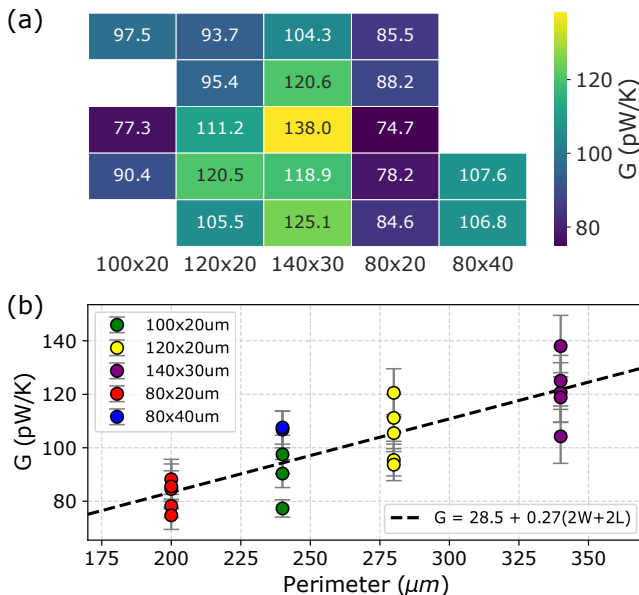 (a)
97.5 93.7 104.3 85.5
95.4 120.6 88.2
77.3 111.2 138.0 74.7
90.4 120.5 118.9 78.2 107.6
105.5 125.1 84.6 106.8
100x20 120x20 140x30 80x20 80x40
120
100
80
G (pW/K)
(b)
140
120
100
80
G (pW/K)
100x20um
120x20um
140x30um
80x20um
80x40um
G = 28.5 + 0.27(2W+2L)
175 200 225 250 275 300 325 350
Perimeter (μm)